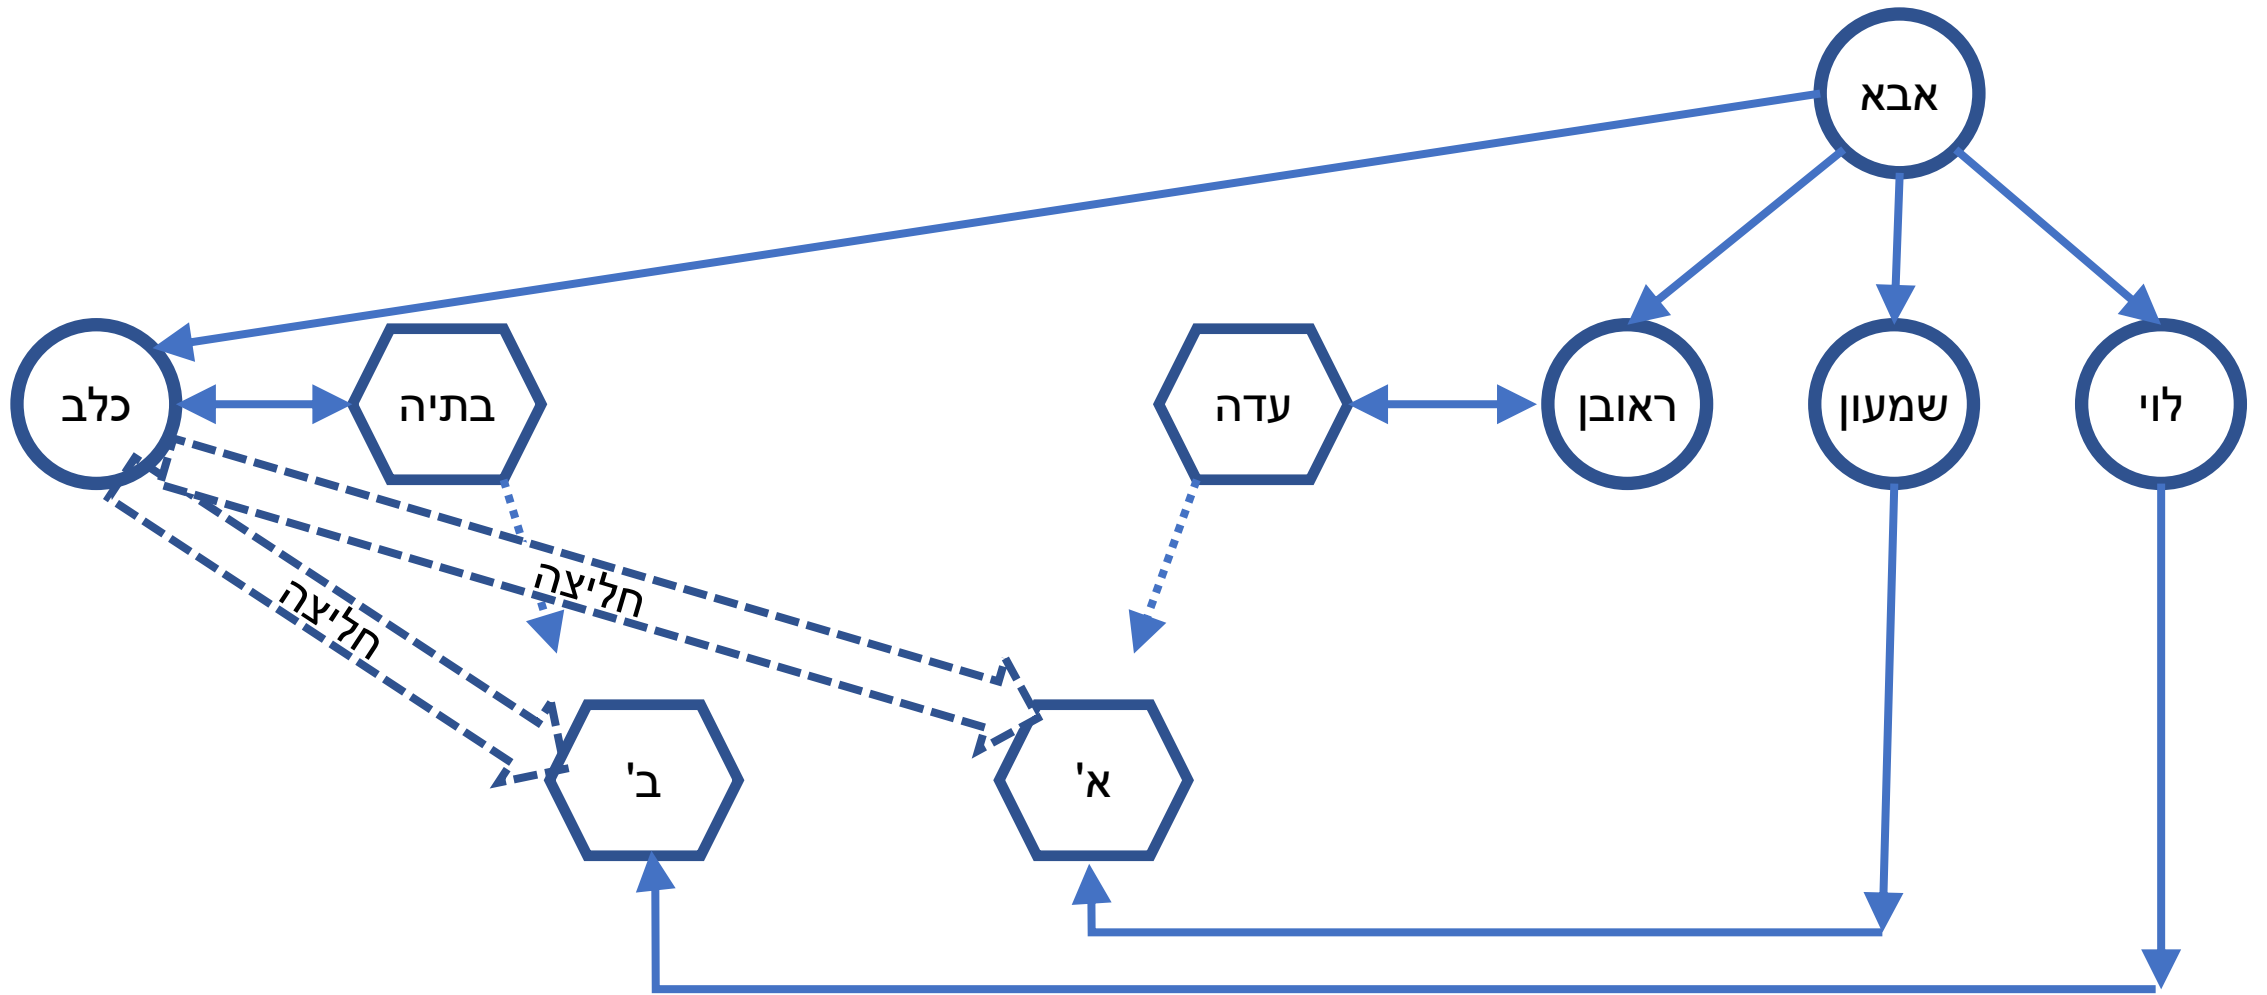 אבא
לוי
שמעון
ראובן
עדה
בתיה
כלב
חליצה
חליצה
א'
ב'